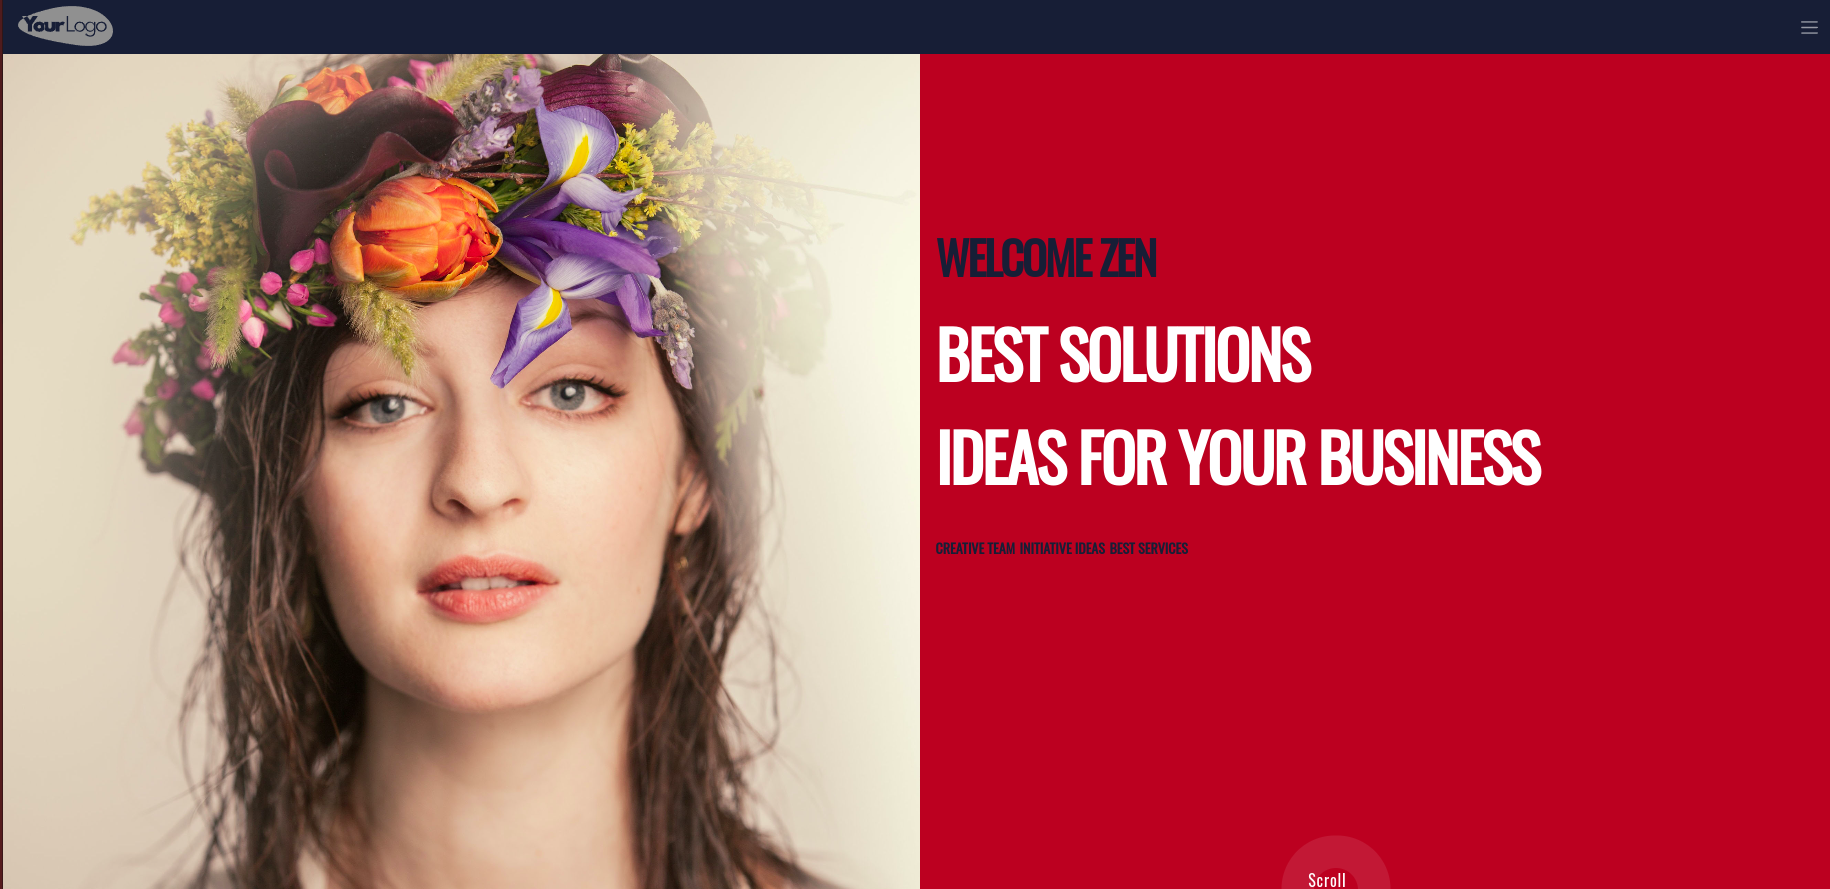 YourLogo
WELCOME ZEN
BEST SOLUTIONS
IDEAS FOR YOUR BUSINESS
CREATIVE TEAM INITIATIVE IDEAS BEST SERVICES
Scroll